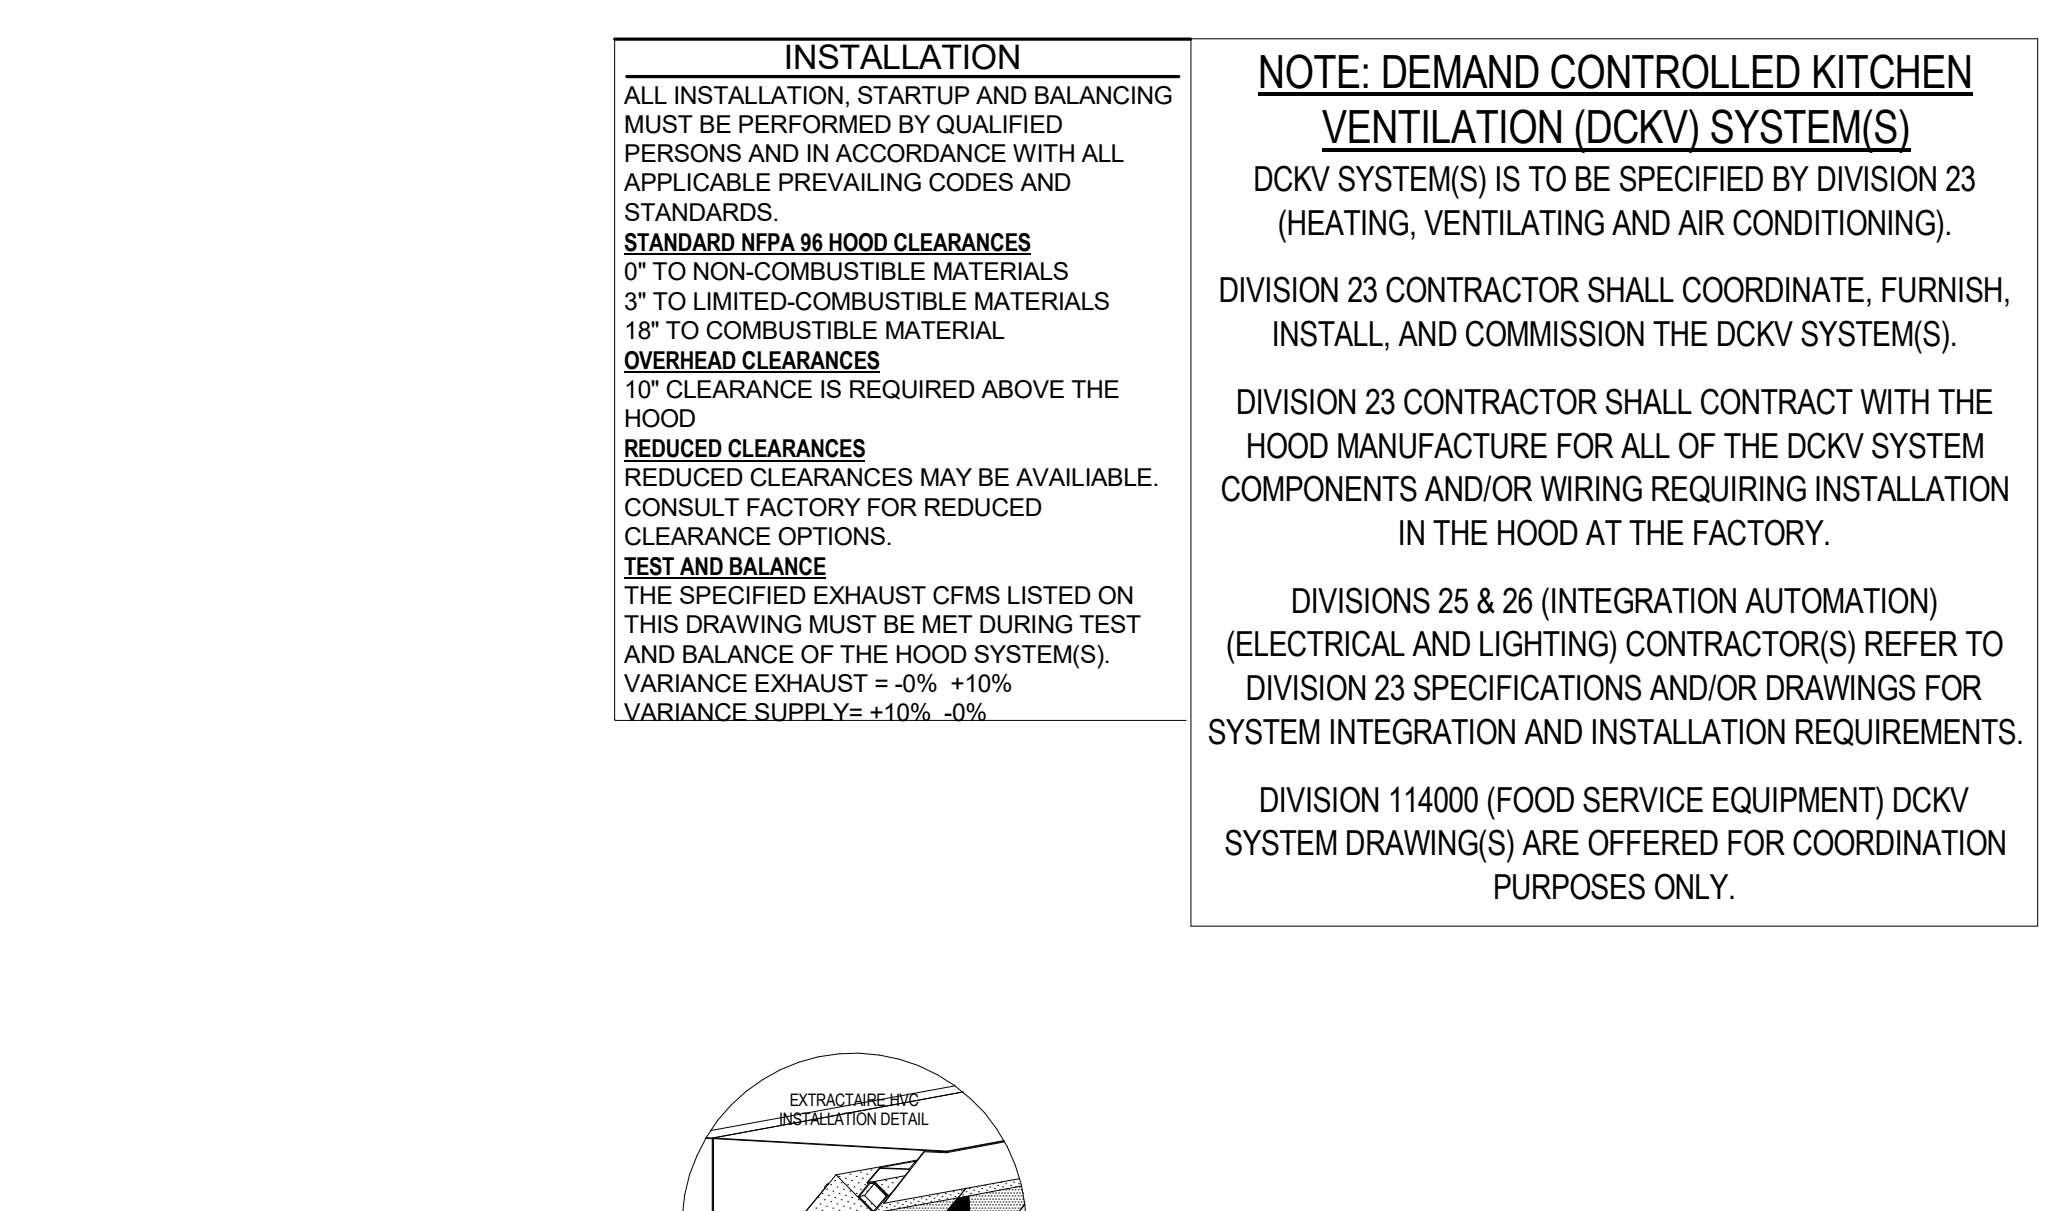 INSTALLATION
ALL INSTALLATION, STARTUP AND BALANCING
MUST BE PERFORMED BY QUALIFIED
PERSONS AND IN ACCORDANCE WITH ALL
APPLICABLE PREVAILING CODES AND
STANDARDS.
STANDARD NFPA 96 HOOD CLEARANCES
0" TO NON-COMBUSTIBLE MATERIALS
3" TO LIMITED-COMBUSTIBLE MATERIALS
18" TO COMBUSTIBLE MATERIAL
OVERHEAD CLEARANCES
10" CLEARANCE IS REQUIRED ABOVE THE
HOOD
REDUCED CLEARANCES
REDUCED CLEARANCES MAY BE AVAILIABLE.
CONSULT FACTORY FOR REDUCED
CLEARANCE OPTIONS.
TEST AND BALANCE
THE SPECIFIED EXHAUST CFMS LISTED ON
THIS DRAWING MUST BE MET DURING TEST
AND BALANCE OF THE HOOD SYSTEM(S).
VARIANCE EXHAUST = -0% +10%
VARIANCE SUPPLY= +10% -0%
NOTE: DEMAND CONTROLLED KITCHEN
VENTILATION (DCKV) SYSTEM(S)
DCKV SYSTEM(S) IS TO BE SPECIFIED BY DIVISION 23
(HEATING, VENTILATING AND AIR CONDITIONING).
DIVISION 23 CONTRACTOR SHALL COORDINATE, FURNISH,
INSTALL, AND COMMISSION THE DCKV SYSTEM(S).
DIVISION 23 CONTRACTOR SHALL CONTRACT WITH THE
HOOD MANUFACTURE FOR ALL OF THE DCKV SYSTEM
COMPONENTS AND/OR WIRING REQUIRING INSTALLATION
IN THE HOOD AT THE FACTORY.
DIVISIONS 25 & 26 (INTEGRATION AUTOMATION)
(ELECTRICAL AND LIGHTING) CONTRACTOR(S) REFER TO
DIVISION 23 SPECIFICATIONS AND/OR DRAWINGS FOR
SYSTEM INTEGRATION AND INSTALLATION REQUIREMENTS.
DIVISION 114000 (FOOD SERVICE EQUIPMENT) DCKV
SYSTEM DRAWING(S) ARE OFFERED FOR COORDINATION
PURPOSES ONLY.
EXTRACTAIRE HVC
INSTALLATION DETAIL